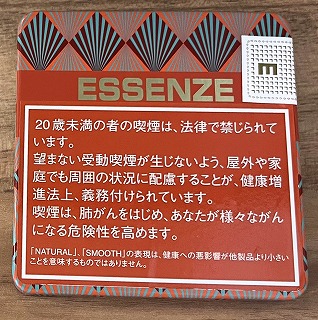 m
ESSENZE
20歳未満の者の喫煙は、法律で禁じられて
います。
望まない受動喫煙が生じないよう、屋外や家
庭でも周囲の状況に配慮することが、健康増
進法上、義務付けられています。
喫煙は、肺がんをはじめ、あなたが様々ながん
になる危険性を高めます。
「NATURAL」、「SMOOTH」の表現は、健康への悪影響が他製品より小さい
ことを意味するものではありません。